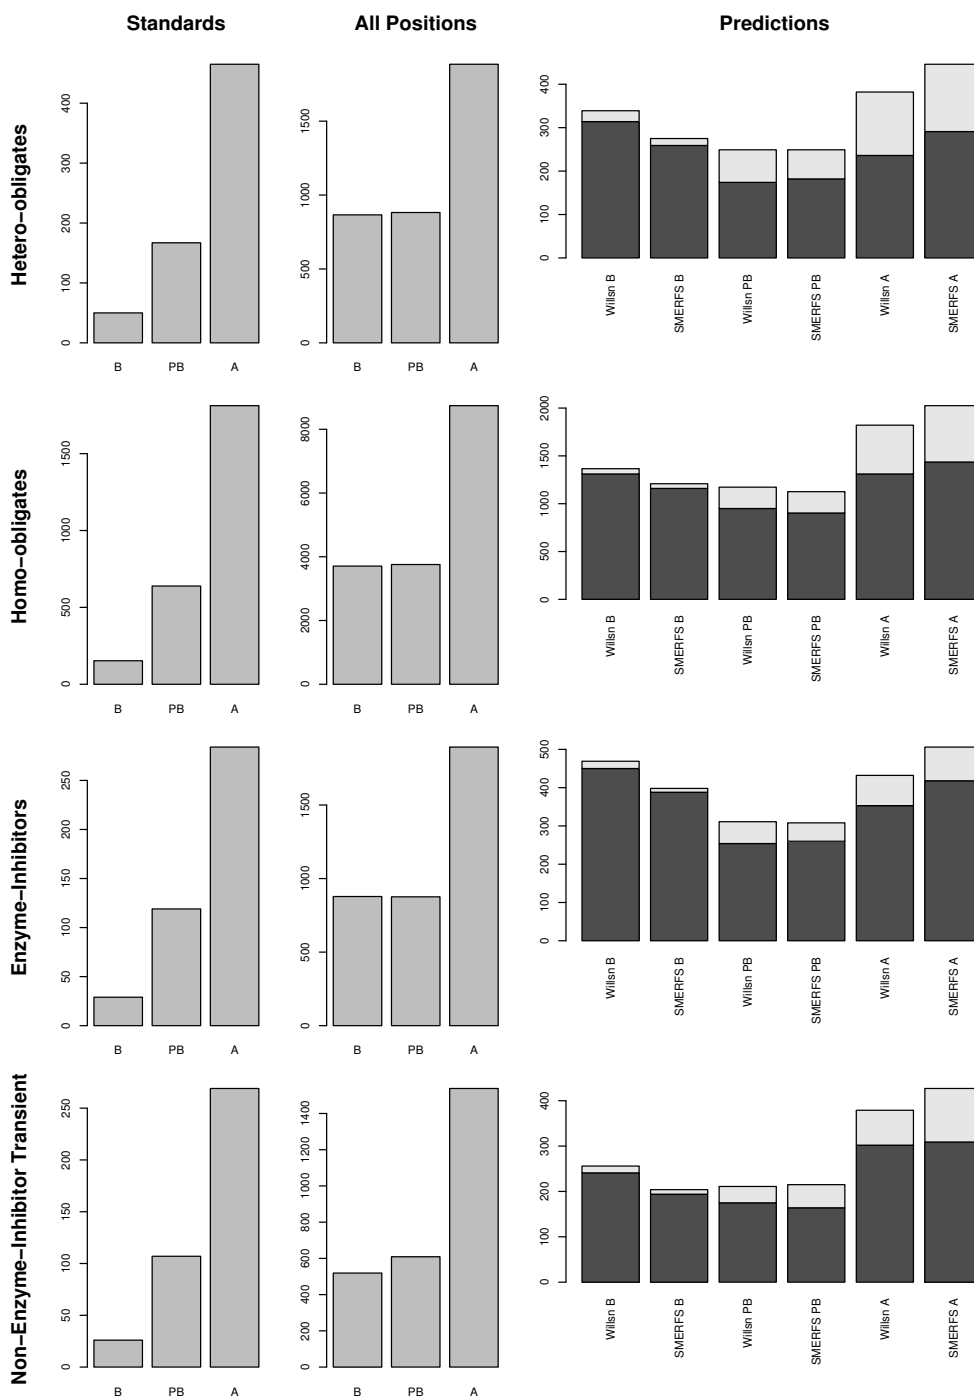 Standards All Positions Predictions
Hetero−obligates
0 100 200 300 400
B PB A
0 500 1000 1500
B PB A
0 100 200 300 400
Willsn B SMERFS B Willsn PB SMERFS PB Willsn A SMERFS A
Homo−obligates
0 500 1000 1500
B PB A
0 2000 4000 6000 8000
B PB A
0 500 1000 1500 2000
Willsn B SMERFS B Willsn PB SMERFS PB Willsn A SMERFS A
Enzyme−Inhibitors
0 50 100 150 200 250
B PB A
0 500 1000 1500
B PB A
0 100 200 300 400 500
Willsn B SMERFS B Willsn PB SMERFS PB Willsn A SMERFS A
Non−Enzyme−Inhibitor Transient
0 50 100 150 200 250
B PB A
0 200 400 600 800 1000 1200 1400
B PB A
0 100 200 300 400
Willsn B SMERFS B Willsn PB SMERFS PB Willsn A SMERFS A